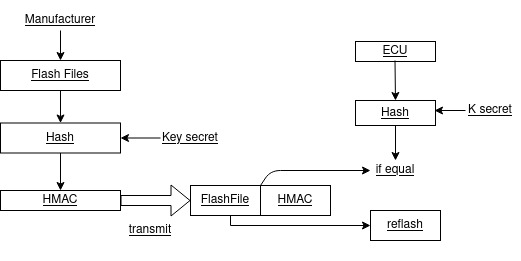 Manufacturer
ECU
Flash Files
Hash
K secret
Hash
Key secret
if equal
HMAC
FlashFile
HMAC
transmit
reflash